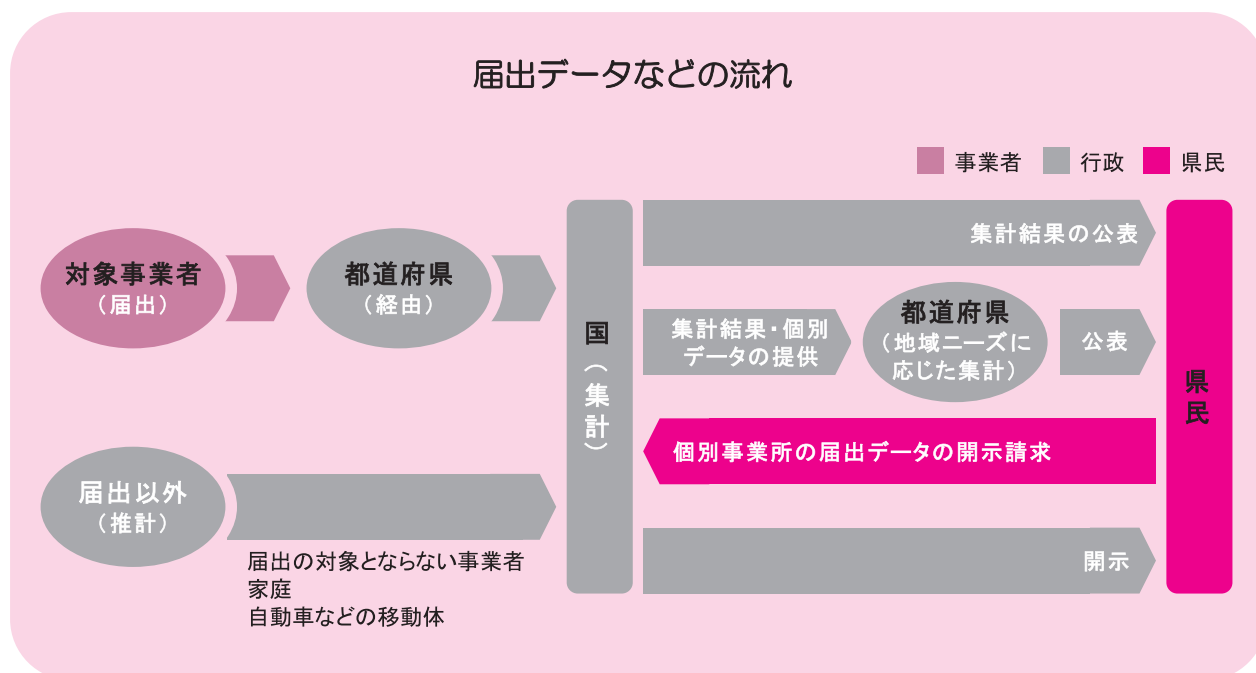 届出データなどの流れ
事業者
行政
県民
対象事業者
（届出）
都道府県
（経由）
届出以外
（推計）
届出の対象とならない事業者
家庭
自動車などの移動体
国（集計）
集計結果の公表
集計結果・個別
データの提供
都道府県
（地域ニーズに
応じた集計）
公表
個別事業所の届出データの開示請求
開示
県民